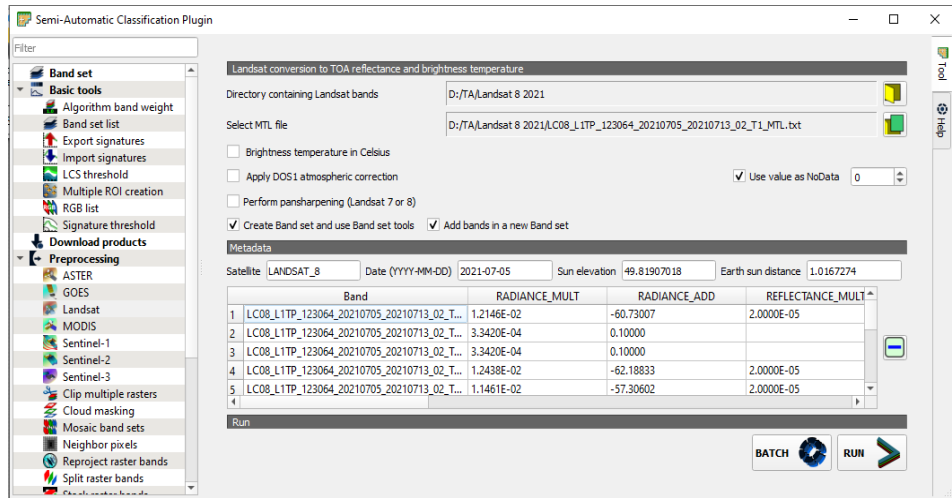 Semi-Automatic Classification Plugin
Filter
Band set
Basic tools
Algorithm band weight
Band set list
Export signatures
Import signatures
LCS threshold
Multiple ROI creation
RGB list
Signature threshold
Download products
Preprocessing
ASTER
GOES
Landsat
MODIS
Sentinel-1
Sentinel-2
Sentinel-3
Clip multiple rasters
Cloud masking
Mosaic band sets
Neighbor pixels
Reproject raster bands
Split raster bands
Stack raster bands
Landsat conversion to TOA reflectance and brightness temperature
Directory containing Landsat bands D:/TA/Landsat 8 2021
Select MTL file D:/TA/Landsat 8 2021/LC08_L1TP_123064_20210705_20210713_02_T1_MTL.txt
Brightness temperature in Celsius
Apply DOS1 atmospheric correction Use value as NoData 0
Perform pansharpening (Landsat 7 or 8)
Create Band set and use Band set tools Add bands in a new Band set
Metadata
Satellite LANDSAT_8 Date (YYYY-MM-DD) 2021-07-05 Sun elevation 49.81907018 Earth sun distance 1.0167274
Band RADIANCE_MULT RADIANCE_ADD REFLECTANCE_MULT
1 LC08_L1TP_123064_20210705_20210713_02_T... 1.2146E-02 -60.73007 2.0000E-05
2 LC08_L1TP_123064_20210705_20210713_02_T... 3.3420E-04 0.10000
3 LC08_L1TP_123064_20210705_20210713_02_T... 3.3420E-04 0.10000
4 LC08_L1TP_123064_20210705_20210713_02_T... 1.2438E-02 -62.18833 2.0000E-05
5 LC08_L1TP_123064_20210705_20210713_02_T... 1.1461E-02 -57.30602 2.0000E-05
Run
BATCH RUN
Tool
Help